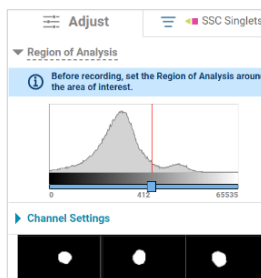 Adjust
SSC Singlets
Region of Analysis
Before recording, set the Region of Analysis aroun
the area of interest.
0 412 65535
Channel Settings